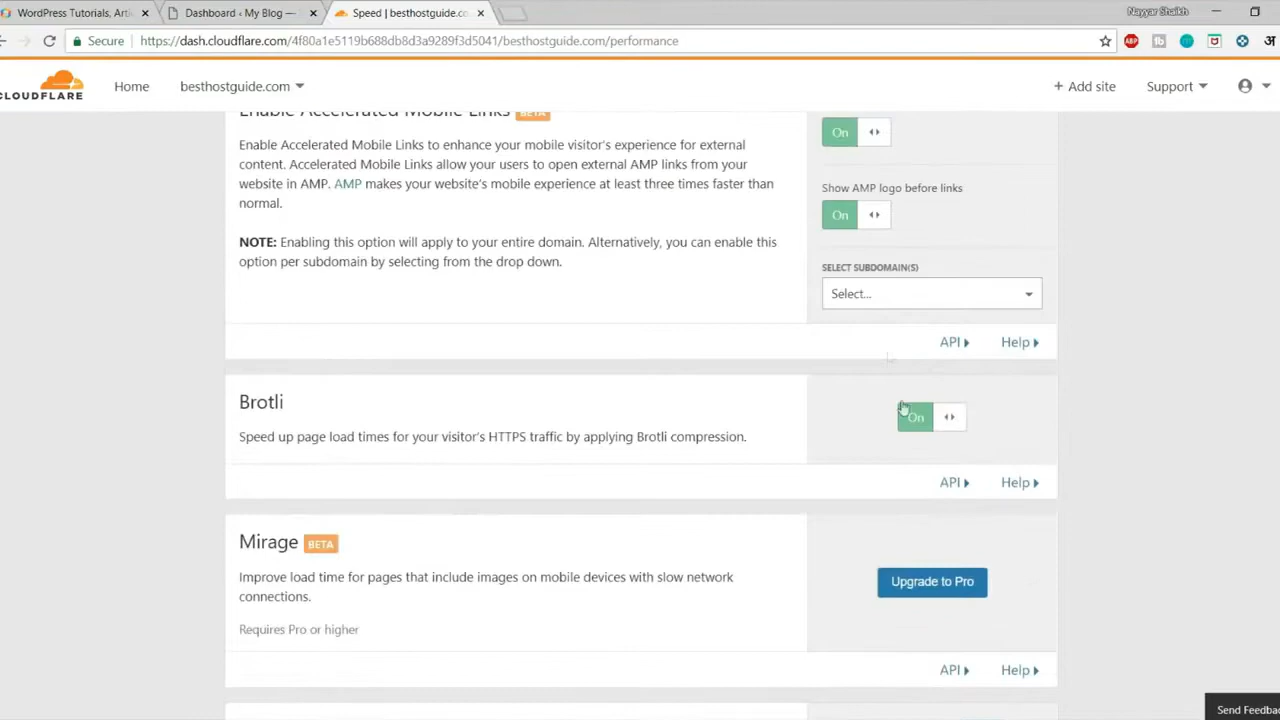 WordPress Tutorials, Arti
Dashboard ‹ My Blog —
Speed | besthostguide.co
Nayyar Shaikh
Secure
https://dash.cloudflare.com/4f80a1e5119b688db8d3a9289f3d5041/besthostguide.com/performance
ABP
अ
CLOUDFLARE
Home
besthostguide.com
+ Add site
Support
Enable Accelerated Mobile Links BETA
Enable Accelerated Mobile Links to enhance your mobile visitor's experience for external
content. Accelerated Mobile Links allow your users to open external AMP links from your
website in AMP. AMP makes your website's mobile experience at least three times faster than
normal.
NOTE: Enabling this option will apply to your entire domain. Alternatively, you can enable this
option per subdomain by selecting from the drop down.
On
Show AMP logo before links
On
SELECT SUBDOMAIN(S)
Select...
API
Help
Brotli
Speed up page load times for your visitor's HTTPS traffic by applying Brotli compression.
On
API
Help
Mirage BETA
Improve load time for pages that include images on mobile devices with slow network
connections.
Requires Pro or higher
Upgrade to Pro
API
Help
Send Feedbac